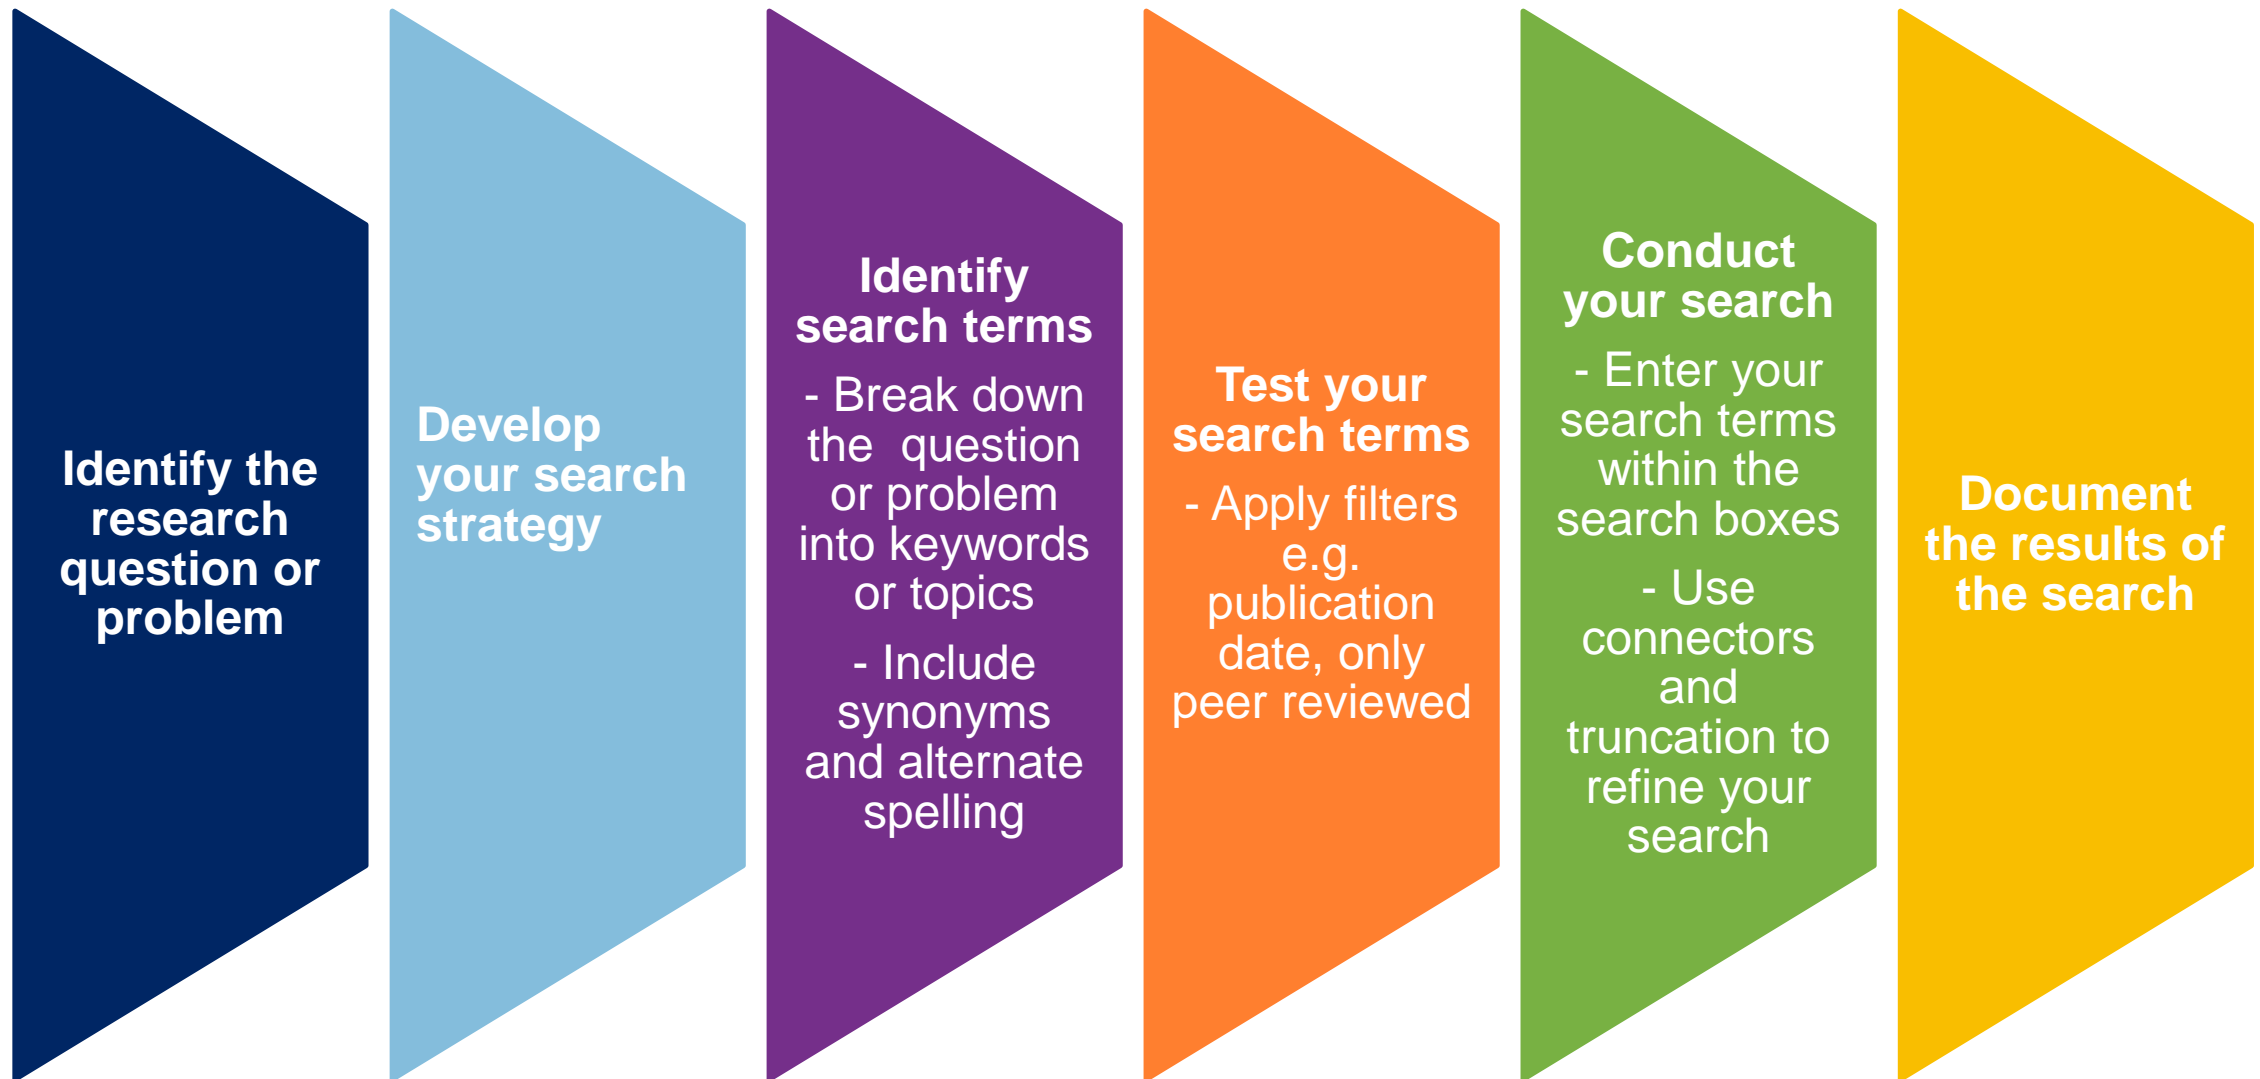 Identify the
research
question or
problem
Develop
your search
strategy
Identify
search terms
- Break down
the  question
or problem
into keywords
or topics
- Include
synonyms
and alternate
spelling
Test your
search terms
- Apply filters
e.g.
publication
date, only
peer reviewed
Conduct
your search
- Enter your
search terms
within the
search boxes
- Use
connectors
and
truncation to
refine your
search
Document
the results of
the search